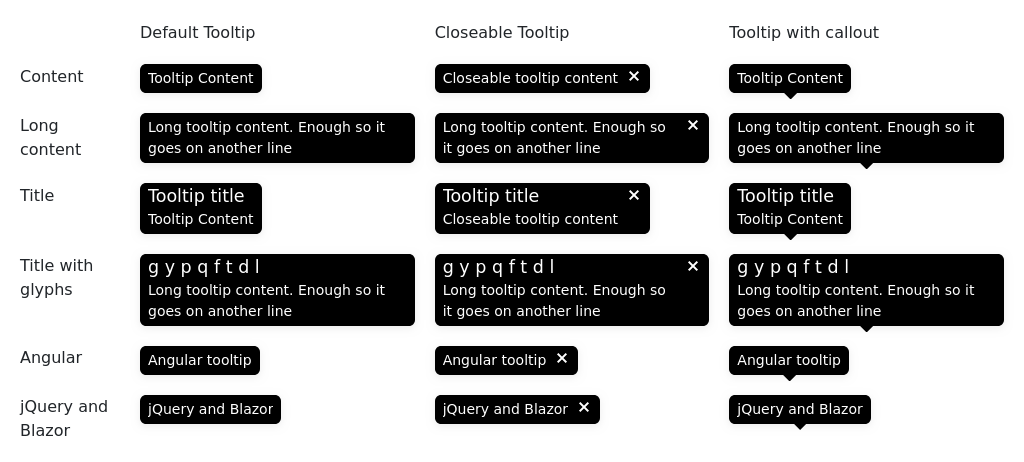 Default Tooltip
Closeable Tooltip
Tooltip with callout
Content
Tooltip Content
Closeable tooltip content ×
Tooltip Content
Long
content
Long tooltip content. Enough so it
goes on another line
Long tooltip content. Enough so ×
it goes on another line
Long tooltip content. Enough so it
goes on another line
Title
Tooltip title
Tooltip Content
Tooltip title ×
Closeable tooltip content
Tooltip title
Tooltip Content
Title with
glyphs
g y p q f t d l
Long tooltip content. Enough so it
goes on another line
g y p q f t d l ×
Long tooltip content. Enough so
it goes on another line
g y p q f t d l
Long tooltip content. Enough so it
goes on another line
Angular
Angular tooltip
Angular tooltip ×
Angular tooltip
jQuery and
Blazor
jQuery and Blazor
jQuery and Blazor ×
jQuery and Blazor